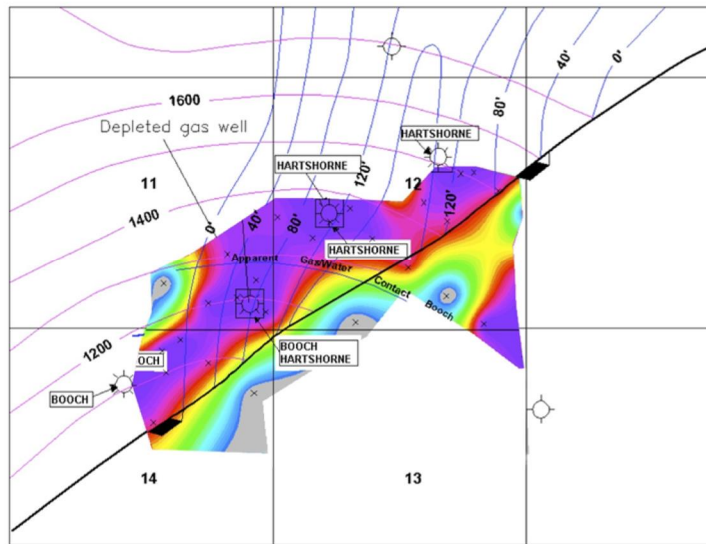 0'
40'
80'
1600
HARTSHORNE
Depleted gas well
HARTSHORNE
11
120'
12
1400
0'
40'
80'
120'
HARTSHORNE
Apparent Gas/Water Contact Booch
1200
BOOCH
HARTSHORNE
OCH
BOOCH
14
13